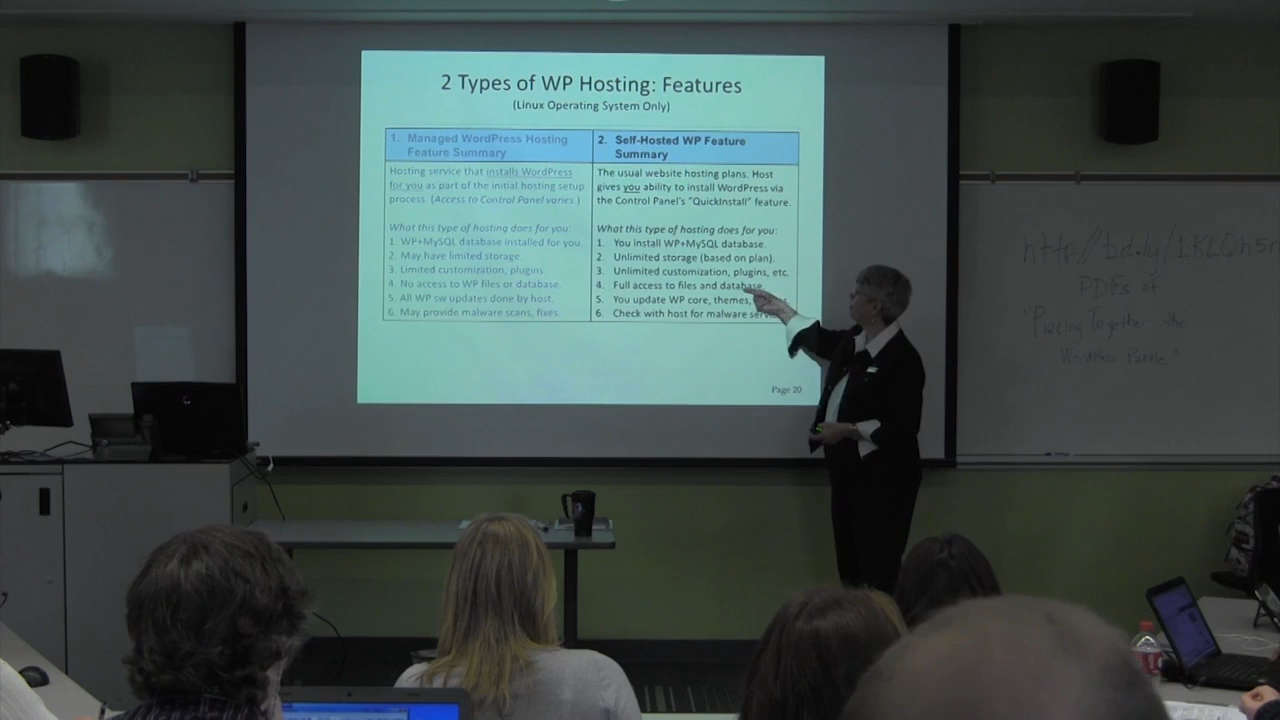 2 Types of WP Hosting: Features
(Linux Operating System Only)
1. Managed WordPress Hosting
Feature Summary
Hosting service that installs WordPress
for you as part of the initial hosting setup
process. (Access to Control Panel varies.)
What this type of hosting does for you:
1. WP+MySQL database installed for you.
2. May have limited storage.
3. Limited customization, plugins
4. No access to WP files or database.
5. All WP sw updates done by host.
6. May provide malware scans, fixes.
2. Self-Hosted WP Feature
Summary
The usual website hosting plans. Host
gives you ability to install WordPress via
the Control Panel's "QuickInstall" feature.
What this type of hosting does for you:
1. You install WP+MySQL database.
2. Unlimited storage (based on plan).
3. Unlimited customization, plugins, etc.
4. Full access to files and database.
5. You update WP core, themes,
6. Check with host for malware
Page 20
PDFs of
"Piecing Together the
WordPress Puzzle"